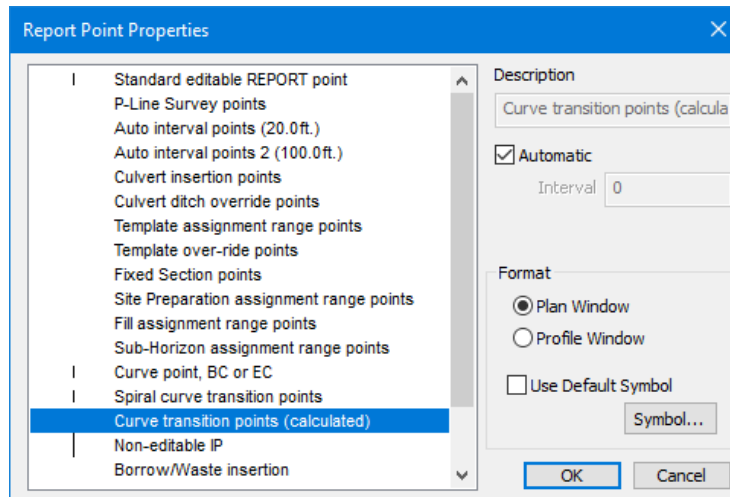 Report Point Properties
Standard editable REPORT point
P-Line Survey points
Auto interval points (20.0ft.)
Auto interval points 2 (100.0ft.)
Culvert insertion points
Culvert ditch override points
Template assignment range points
Template over-ride points
Fixed Section points
Site Preparation assignment range points
Fill assignment range points
Sub-Horizon assignment range points
Curve point, BC or EC
Spiral curve transition points
Curve transition points (calculated)
Non-editable IP
Borrow/Waste insertion
Description
Curve transition points (calcula
Automatic
Interval 0
Format
Plan Window
Profile Window
Use Default Symbol
Symbol...
OK Cancel